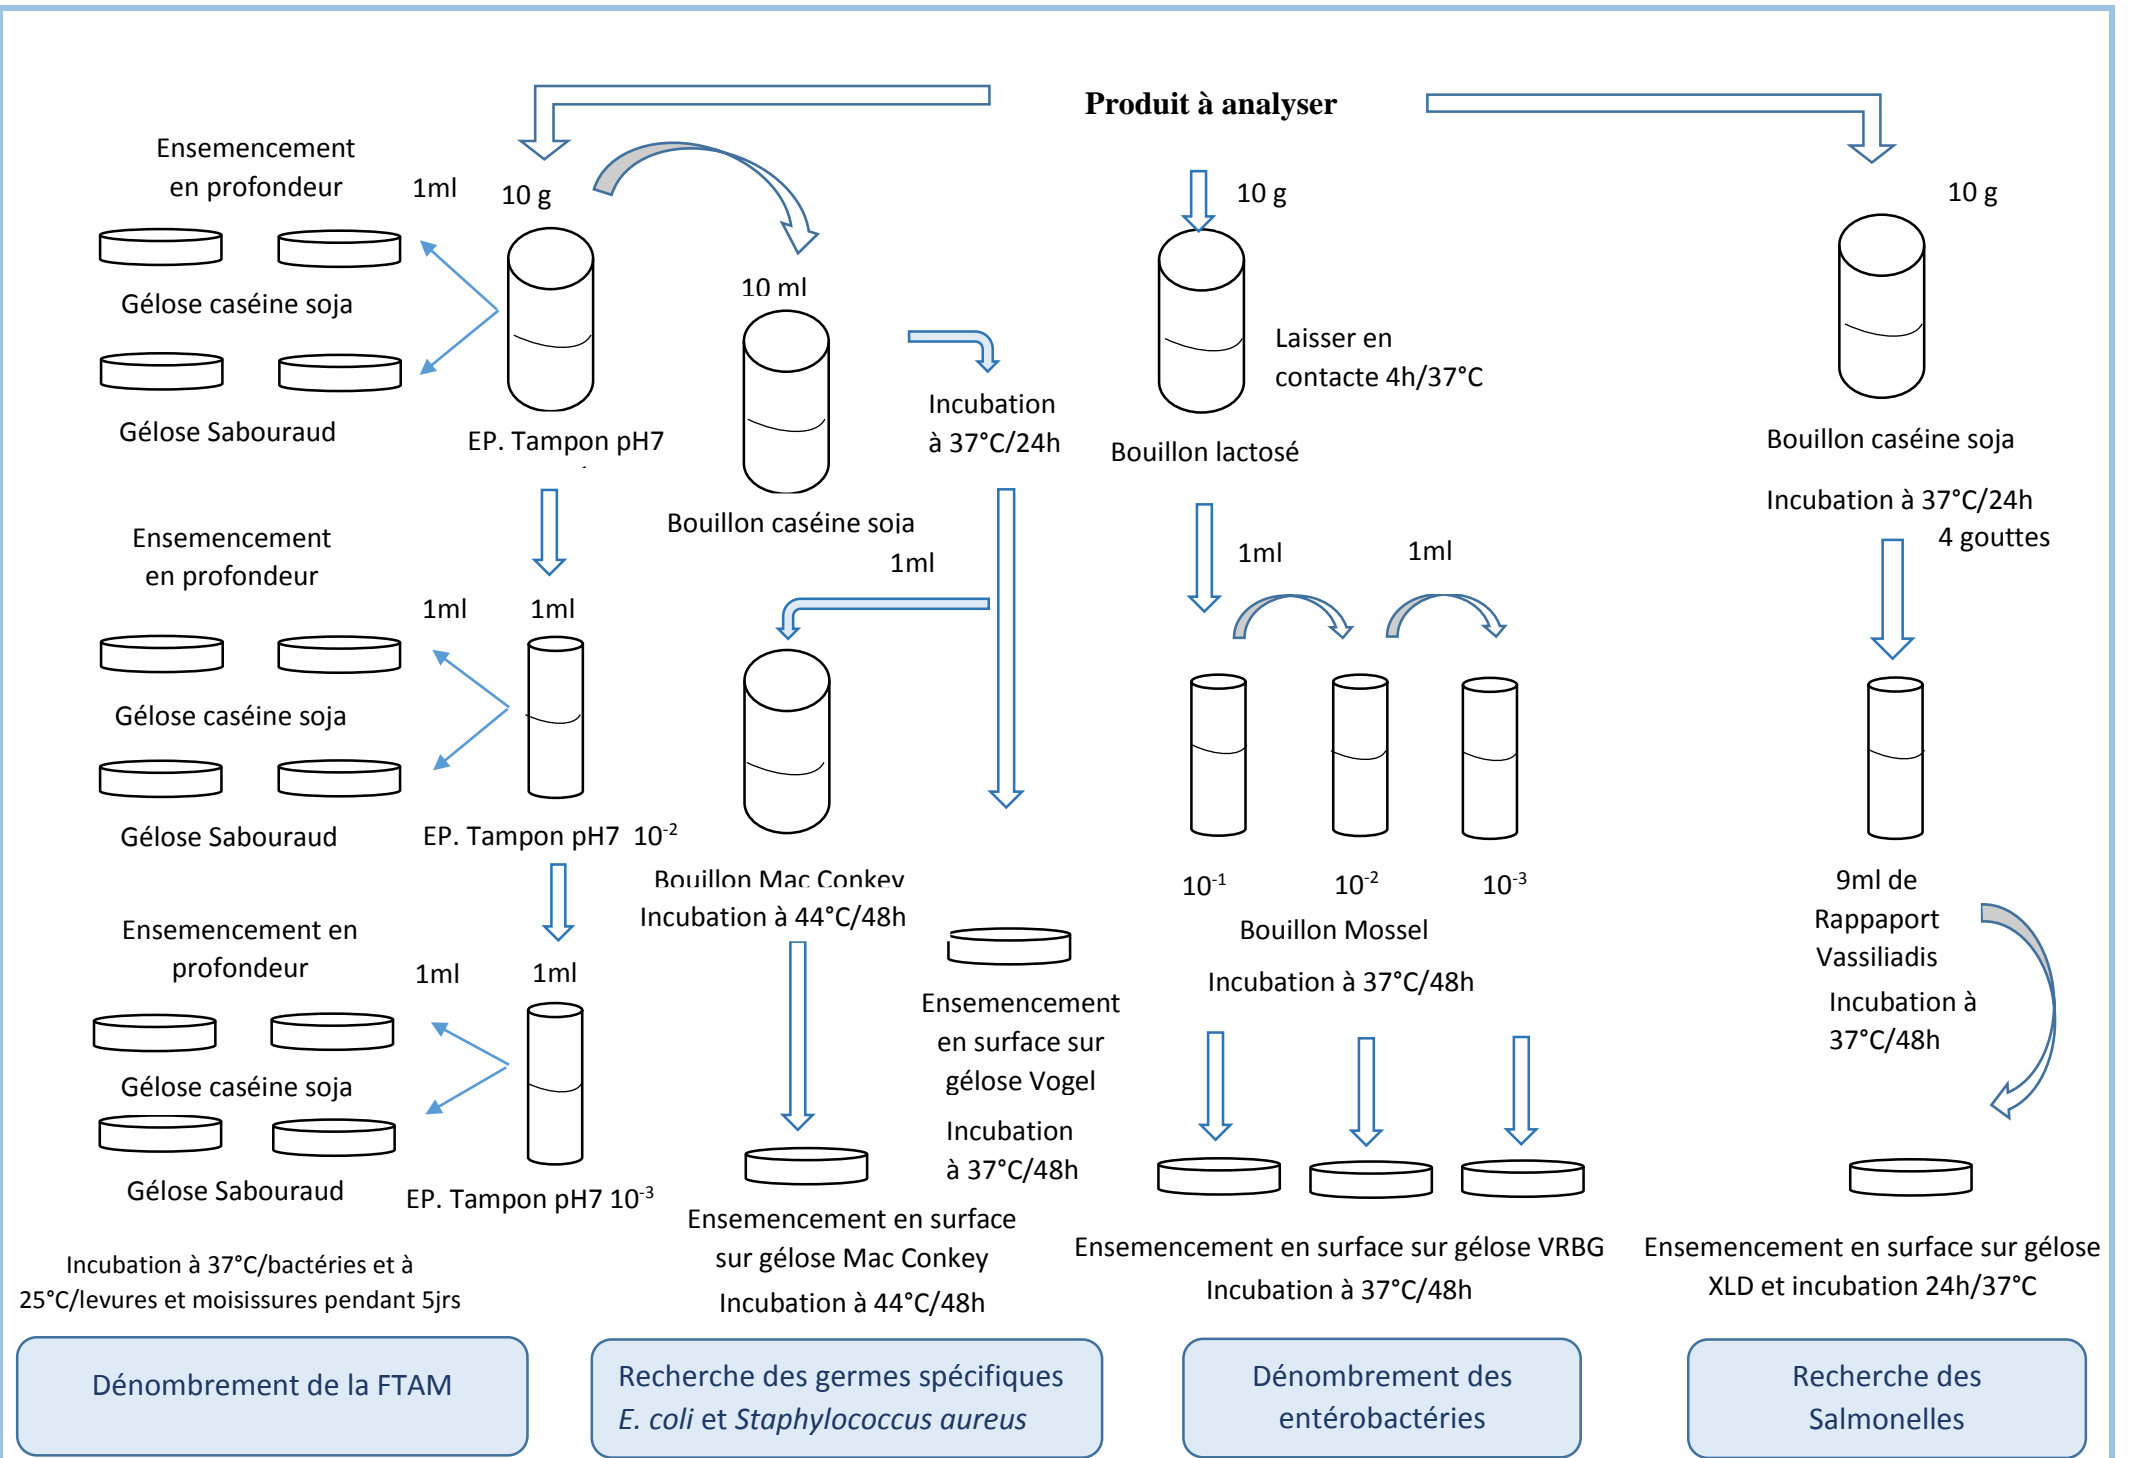 Produit à analyser
Ensemencement
en profondeur
1ml
10 g
Gélose caséine soja
Gélose Sabouraud
EP. Tampon pH7
Ensemencement
en profondeur
1ml
1ml
Gélose caséine soja
Gélose Sabouraud
EP. Tampon pH7 10-2
Ensemencement en
profondeur
1ml
1ml
Gélose caséine soja
Gélose Sabouraud
EP. Tampon pH7 10-3
Incubation à 37°C/bactéries et à
25°C/levures et moisissures pendant 5jrs
Dénombrement de la FTAM
10 ml
Bouillon caséine soja
Incubation
à 37°C/24h
1ml
Bouillon Mac Conkey
Incubation à 44°C/48h
Ensemencement
en surface sur
gélose Vogel
Incubation
à 37°C/48h
Ensemencement en surface
sur gélose Mac Conkey
Incubation à 44°C/48h
Recherche des germes spécifiques
E. coli et Staphylococcus aureus
10 g
Laisser en
contacte 4h/37°C
Bouillon lactosé
1ml
1ml
10-1
10-2
10-3
Bouillon Mossel
Incubation à 37°C/48h
Ensemencement en surface sur gélose VRBG
Incubation à 37°C/48h
Dénombrement des
entérobactéries
10 g
Bouillon caséine soja
Incubation à 37°C/24h
4 gouttes
9ml de
Rappaport
Vassiliadis
Incubation à
37°C/48h
Ensemencement en surface sur gélose
XLD et incubation 24h/37°C
Recherche des
Salmonelles